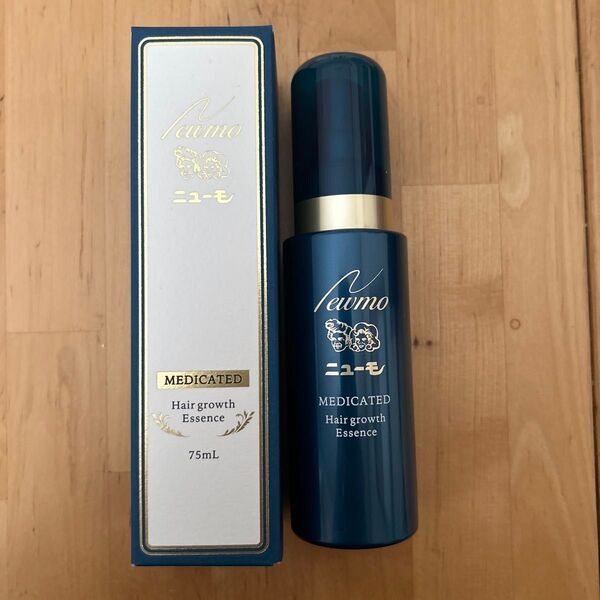 Newmo
ニューモ
MEDICATED
Hair growth
Essence
75mL
Newmo
ニューモ
MEDICATED
Hair growth
Essence